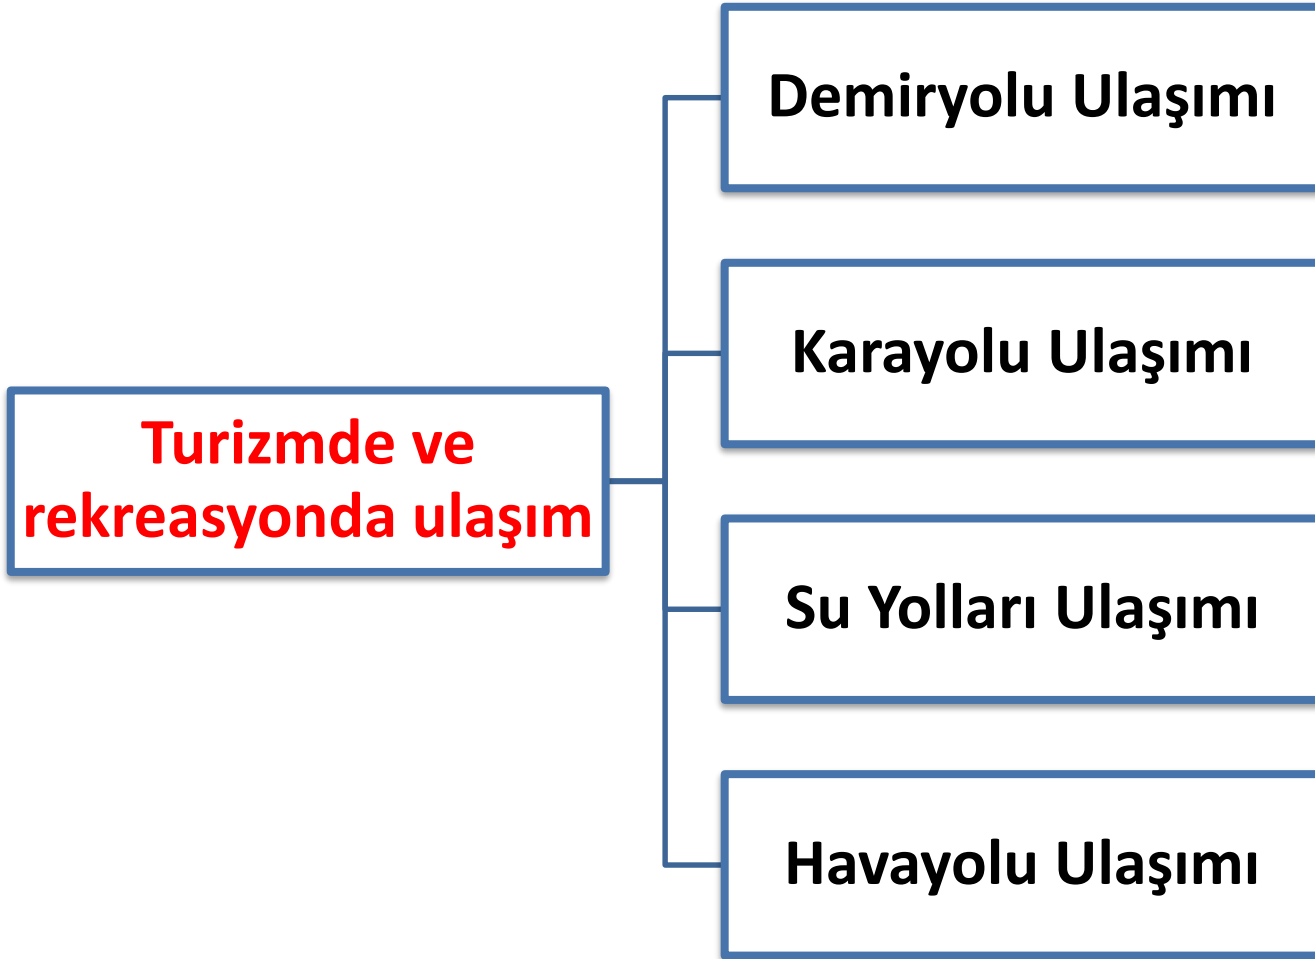 Demiryolu Ulaşımı
Karayolu Ulaşımı
Turizmde ve
rekreasyonda ulaşım
Su Yolları Ulaşımı
Havayolu Ulaşımı